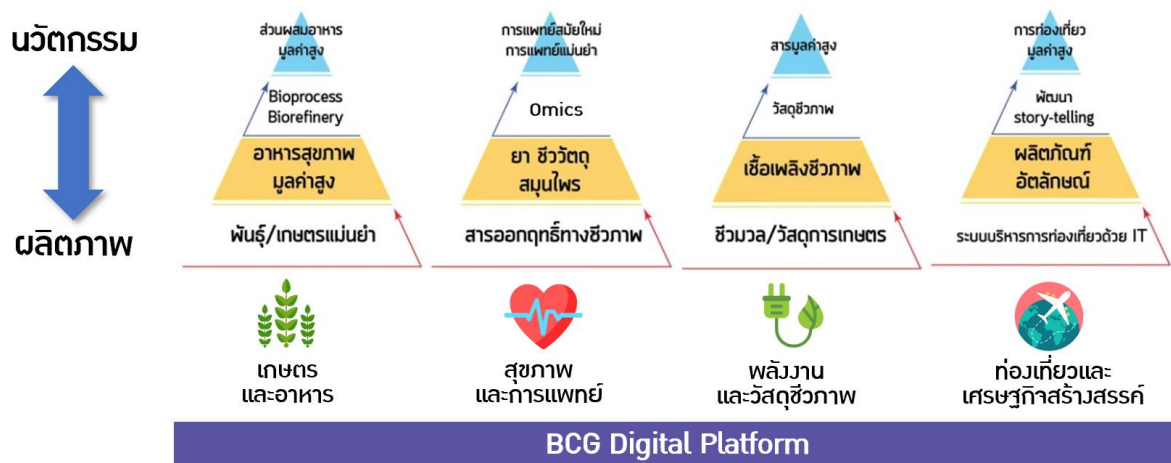 นวัตกรรม
ผลิตภาพ
ส่วนผสมอาหาร
มูลค่าสูง
Bioprocess
Biorefinery
อาหารสุขภาพ
มูลค่าสูง
พันธุ์/เกษตรแม่นยำ
เกษตร
และอาหาร
การแพทย์สมัยใหม่
การแพทย์แม่นยำ
Omics
ยา ชีววัตถุ
สมุนไพร
สารออกฤทธิ์ทางชีวภาพ
สุขภาพ
และการแพทย์
สารมูลค่าสูง
วัสดุชีวภาพ
เชื้อเพลิงชีวภาพ
ชีวมวล/วัสดุการเกษตร
พลังงาน
และวัสดุชีวภาพ
การท่องเที่ยว
มูลค่าสูง
พัฒนา
story-telling
ผลิตภัณฑ์
อัตลักษณ์
ระบบบริหารการท่องเที่ยวด้วย IT
ท่องเที่ยวและ
เศรษฐกิจสร้างสรรค์
BCG Digital Platform